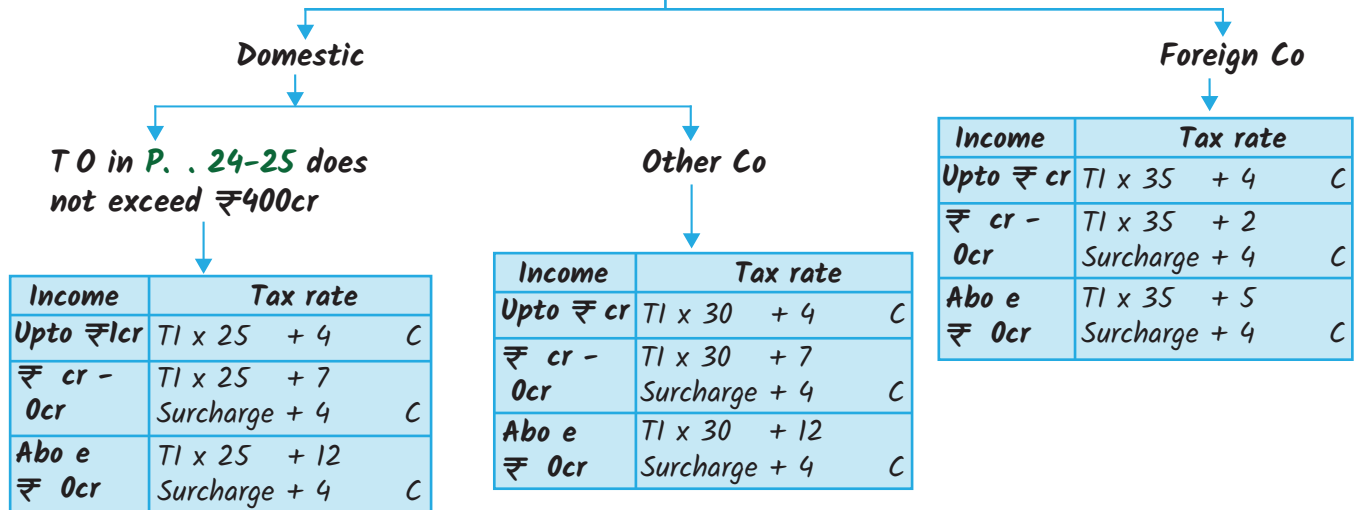 Domestic
Foreign Co
T O in P. . 24-25 does
not exceed ₹400cr
Other Co
Income Tax rate
Upto ₹1cr TI x 25 + 4 C
₹ cr - TI x 25 + 7
0cr Surcharge + 4 C
Abo e TI x 25 + 12
₹ 0cr Surcharge + 4 C
Income Tax rate
Upto ₹ cr TI x 30 + 4 C
₹ cr - TI x 30 + 7
0cr Surcharge + 4 C
Abo e TI x 30 + 12
₹ 0cr Surcharge + 4 C
Income Tax rate
Upto ₹ cr TI x 35 + 4 C
₹ cr - TI x 35 + 2
0cr Surcharge + 4 C
Abo e TI x 35 + 5
₹ 0cr Surcharge + 4 C